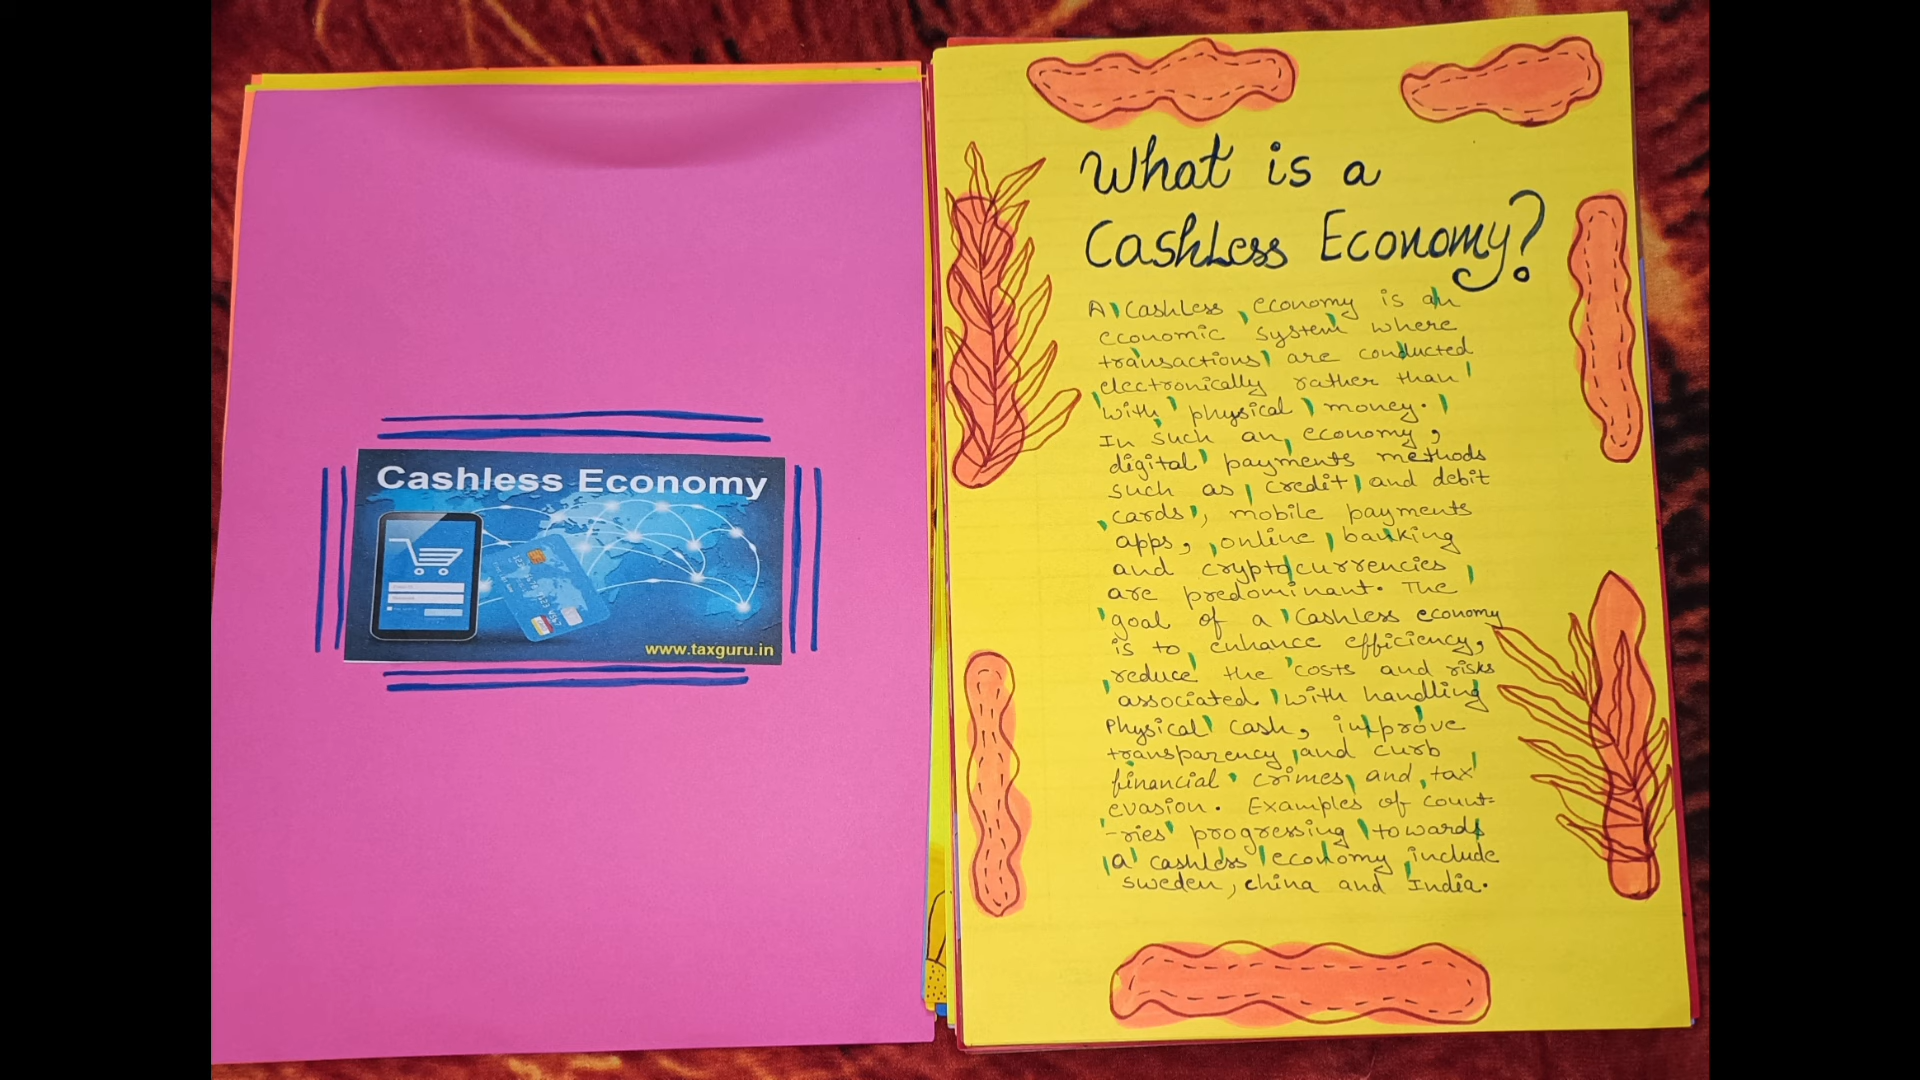 Cashless Economy
www.taxguru.in
What is a
Cashless Economy?
A Cashless economy is an
economic system where
transactions are conducted
electronically rather than
with physical money.
In such an economy,
digital payments methods
such as credit and debit
cards, mobile payments
apps, online banking
and cryptocurrencies
are predominant. The
goal of a Cashless economy
is to enhance efficiency,
reduce the costs and risks
associated with handling
Physical cash, improve
transparency and curb
financial crimes and tax
evasion. Examples of count-
-ries progressing towards
a cashless economy include
Sweden, China and India.